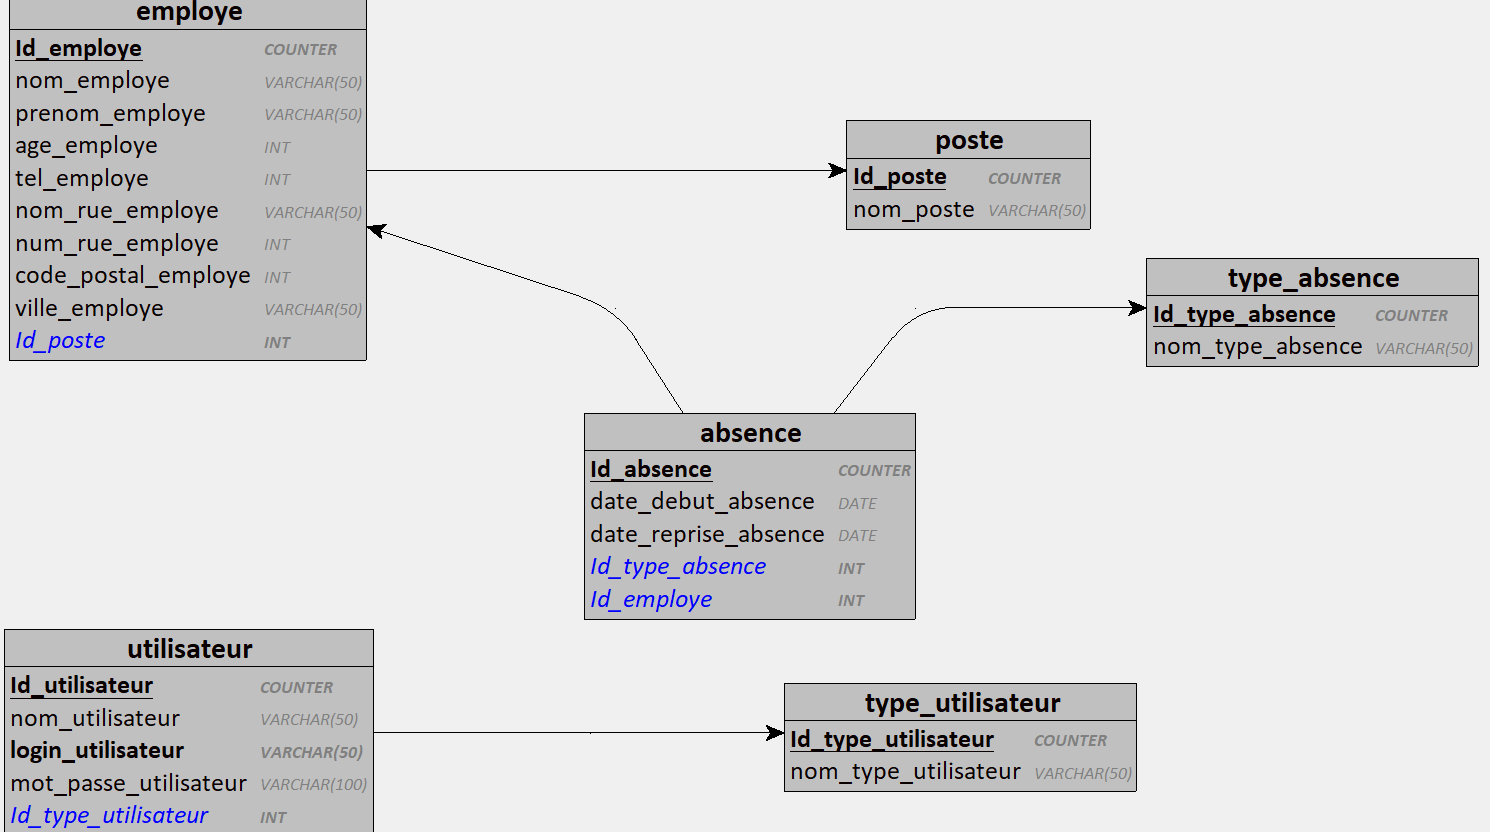 employe
Id_employe COUNTER
nom_employe VARCHAR(50)
prenom_employe VARCHAR(50)
age_employe INT
tel_employe INT
nom_rue_employe VARCHAR(50)
num_rue_employe INT
code_postal_employe INT
ville_employe VARCHAR(50)
Id_poste INT
poste
Id_poste COUNTER
nom_poste VARCHAR(50)
type_absence
Id_type_absence COUNTER
nom_type_absence VARCHAR(50)
absence
Id_absence COUNTER
date_debut_absence DATE
date_reprise_absence DATE
Id_type_absence INT
Id_employe INT
utilisateur
Id_utilisateur COUNTER
nom_utilisateur VARCHAR(50)
login_utilisateur VARCHAR(50)
mot_passe_utilisateur VARCHAR(100)
Id_type_utilisateur INT
type_utilisateur
Id_type_utilisateur COUNTER
nom_type_utilisateur VARCHAR(50)